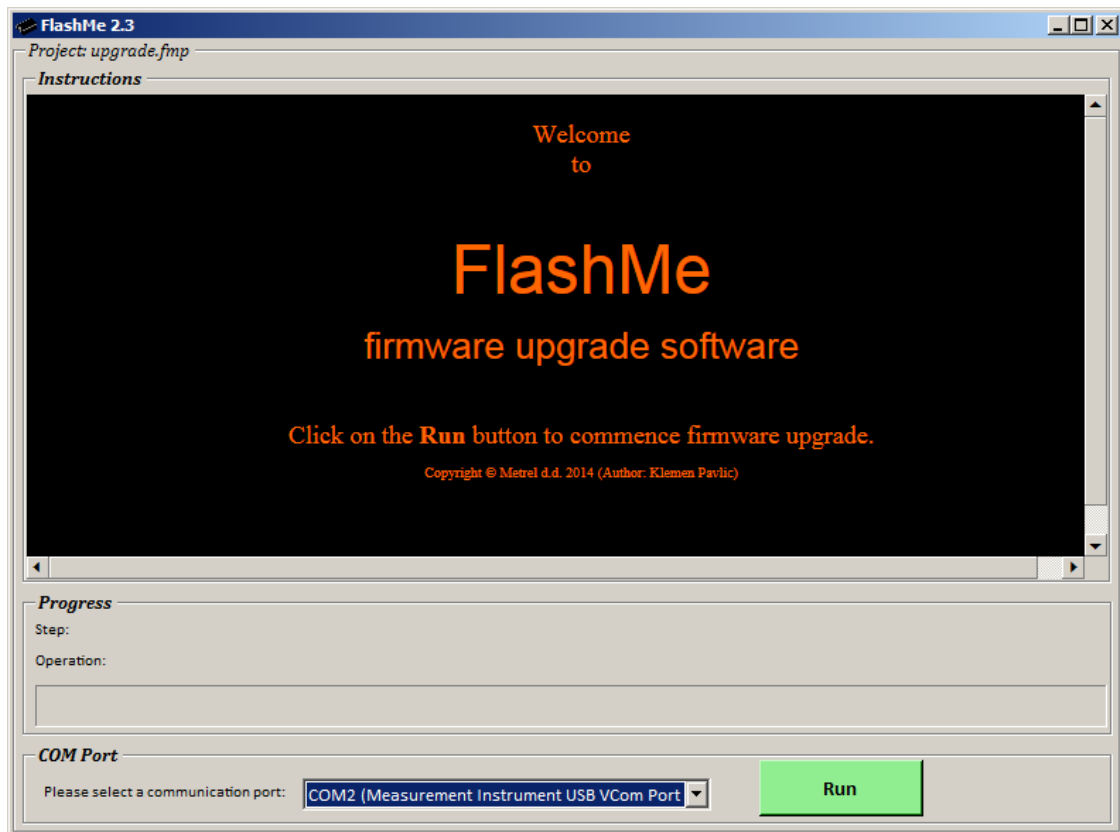 FlashMe 2.3
Project: upgrade.fmp
Instructions
Welcome
to
FlashMe
firmware upgrade software
Click on the Run button to commence firmware upgrade.
Copyright © Metrel d.d. 2014 (Author: Klemen Pavlic)
Progress
Step:
Operation:
COM Port
Please select a communication port:
COM2 (Measurement Instrument USB VCom Port
Run